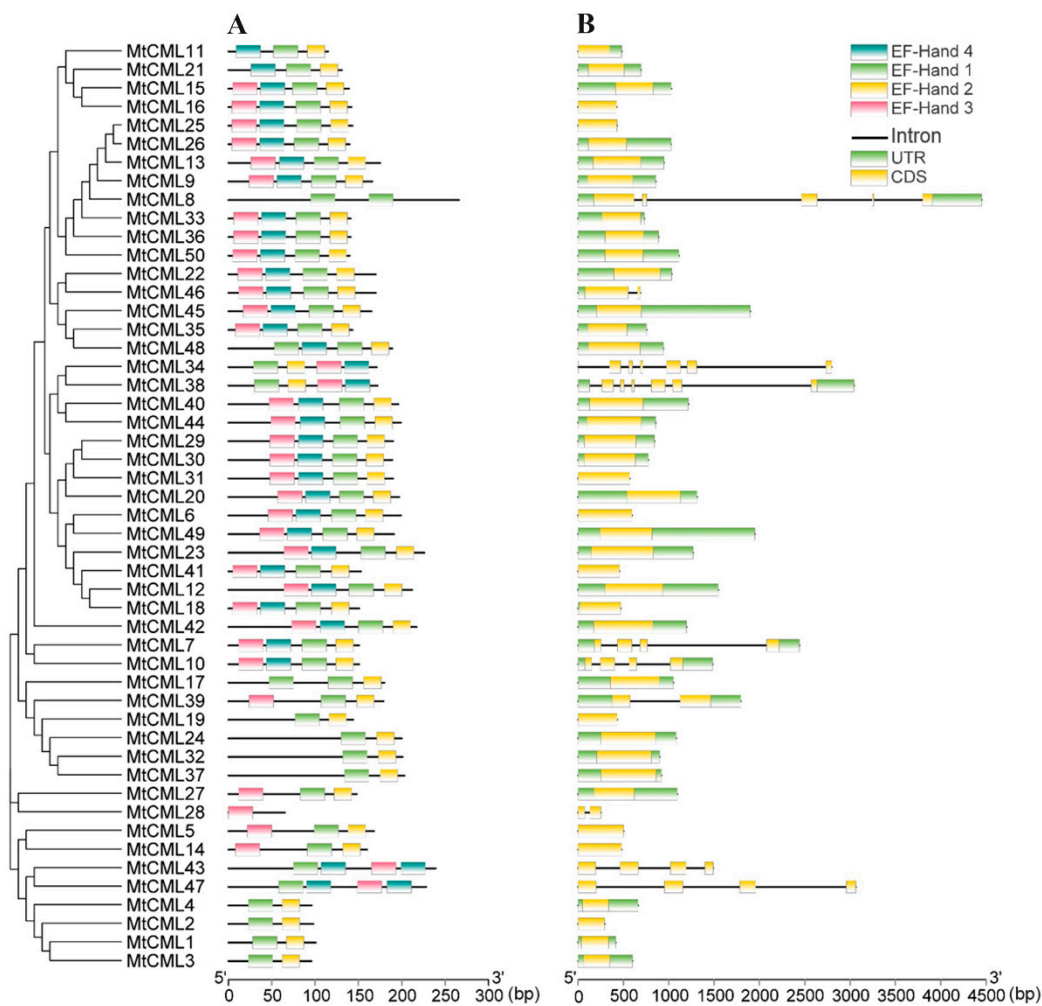 A
B
MtCML11
MtCML21
MtCML15
MtCML16
MtCML25
MtCML26
MtCML13
MtCML9
MtCML8
MtCML33
MtCML36
MtCML50
MtCML22
MtCML46
MtCML45
MtCML35
MtCML48
MtCML34
MtCML38
MtCML40
MtCML44
MtCML29
MtCML30
MtCML31
MtCML20
MtCML6
MtCML49
MtCML23
MtCML41
MtCML12
MtCML18
MtCML42
MtCML7
MtCML10
MtCML17
MtCML39
MtCML19
MtCML24
MtCML32
MtCML37
MtCML27
MtCML28
MtCML5
MtCML14
MtCML43
MtCML47
MtCML4
MtCML2
MtCML1
MtCML3
EF-Hand 4
EF-Hand 1
EF-Hand 2
EF-Hand 3
Intron
UTR
CDS
5' 3'
0 50 100 150 200 250 300 (bp)
5' 3'
0 500 1000 1500 2000 2500 3000 3500 4000 (bp)